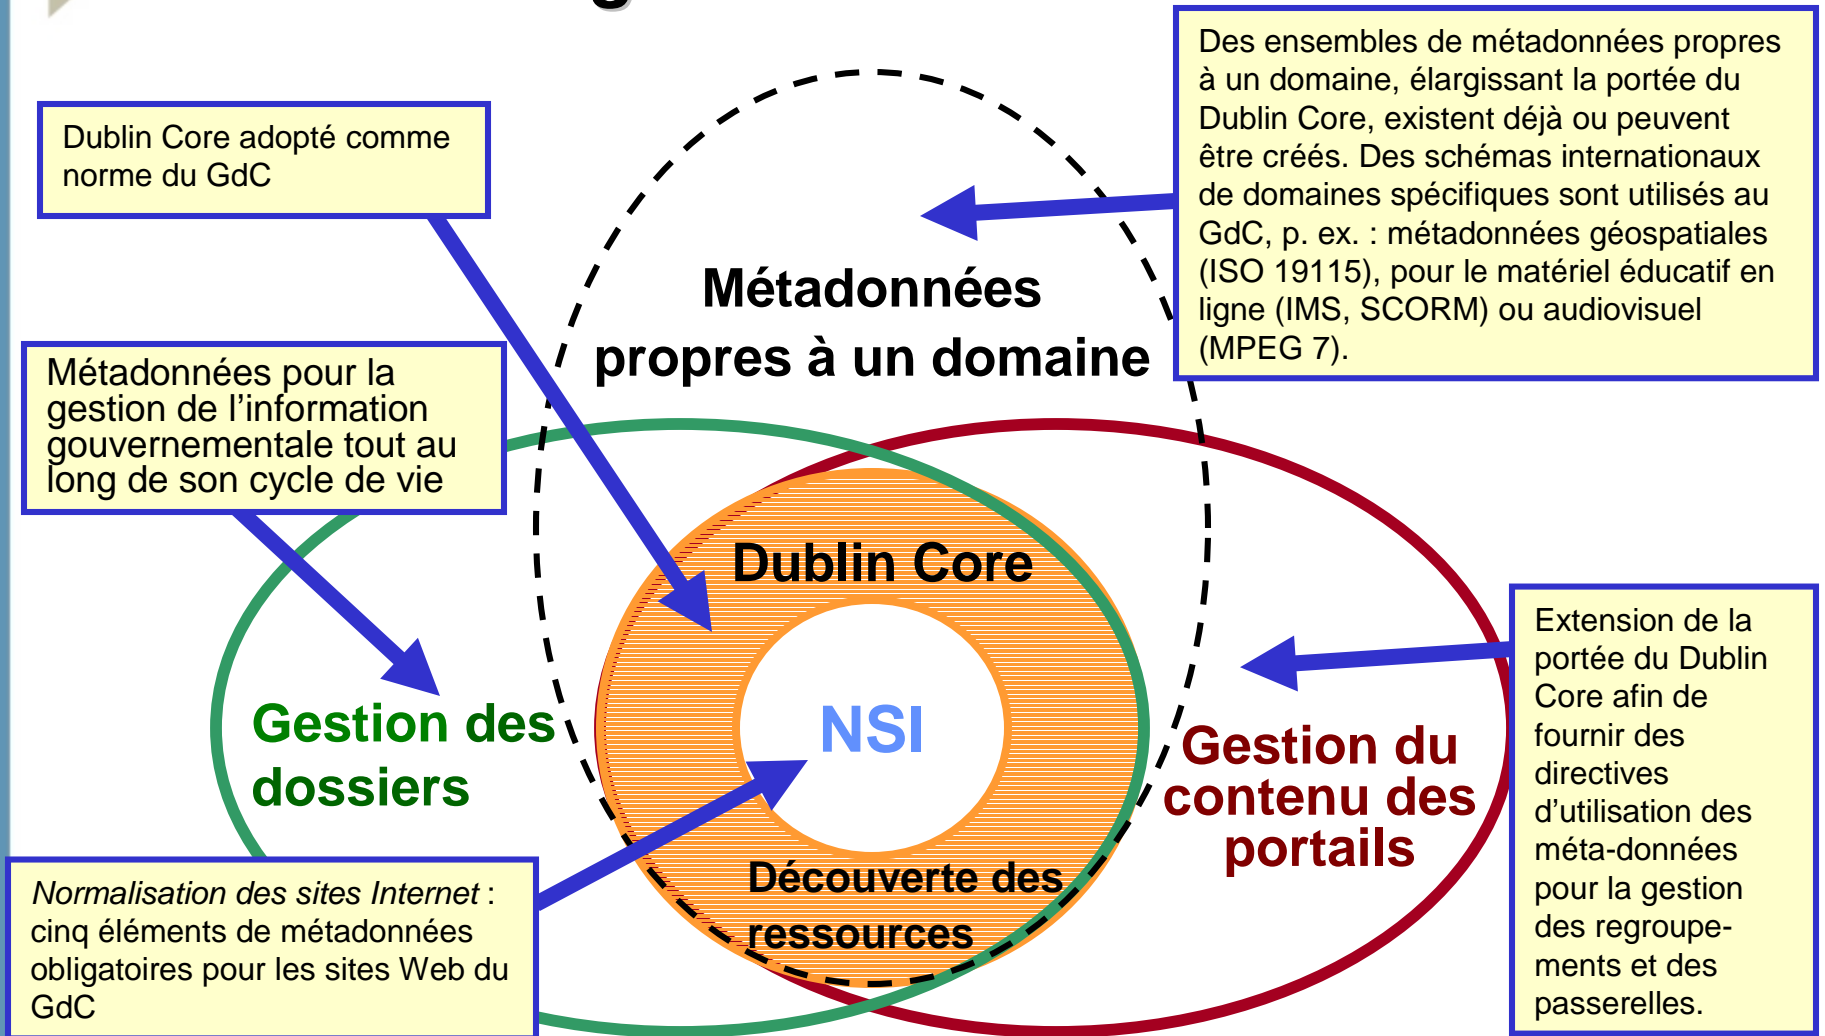 Des ensembles de métadonnées propres
à un domaine, élargissant la portée du
Dublin Core, existent déjà ou peuvent
être créés. Des schémas internationaux
de domaines spécifiques sont utilisés au
GdC, p. ex. : métadonnées géospatiales
(ISO 19115), pour le matériel éducatif en
ligne (IMS, SCORM) ou audiovisuel
(MPEG 7).
Dublin Core adopté comme
norme du GdC
Métadonnées
propres à un domaine
Métadonnées pour la
gestion de l’information
gouvernementale tout au
long de son cycle de vie
Dublin Core
NSI
Gestion des
dossiers
Gestion du
contenu des
portails
Extension de la
portée du Dublin
Core afin de
fournir des
directives
d’utilisation des
méta-données
pour la gestion
des regroupe-
ments et des
passerelles.
Découverte des
ressources
Normalisation des sites Internet :
cinq éléments de métadonnées
obligatoires pour les sites Web du
GdC